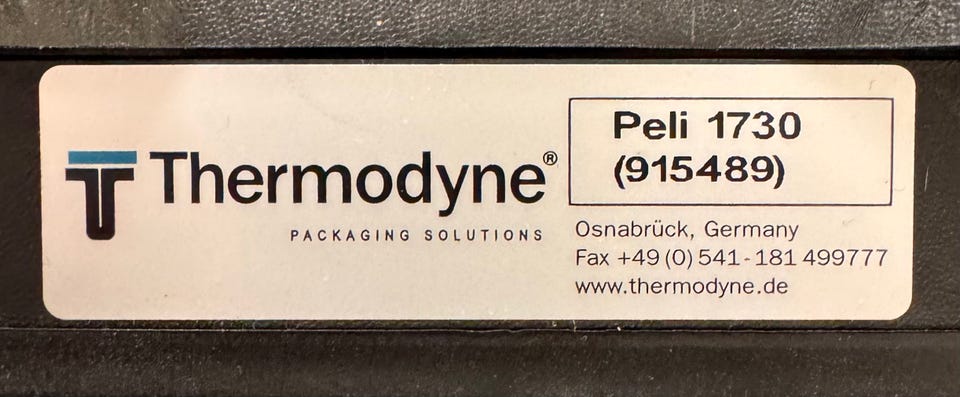 Thermodyne®
PACKAGING SOLUTIONS
Peli 1730
(915489)
Osnabrück, Germany
Fax +49 (0) 541 - 181 499777
www.thermodyne.de